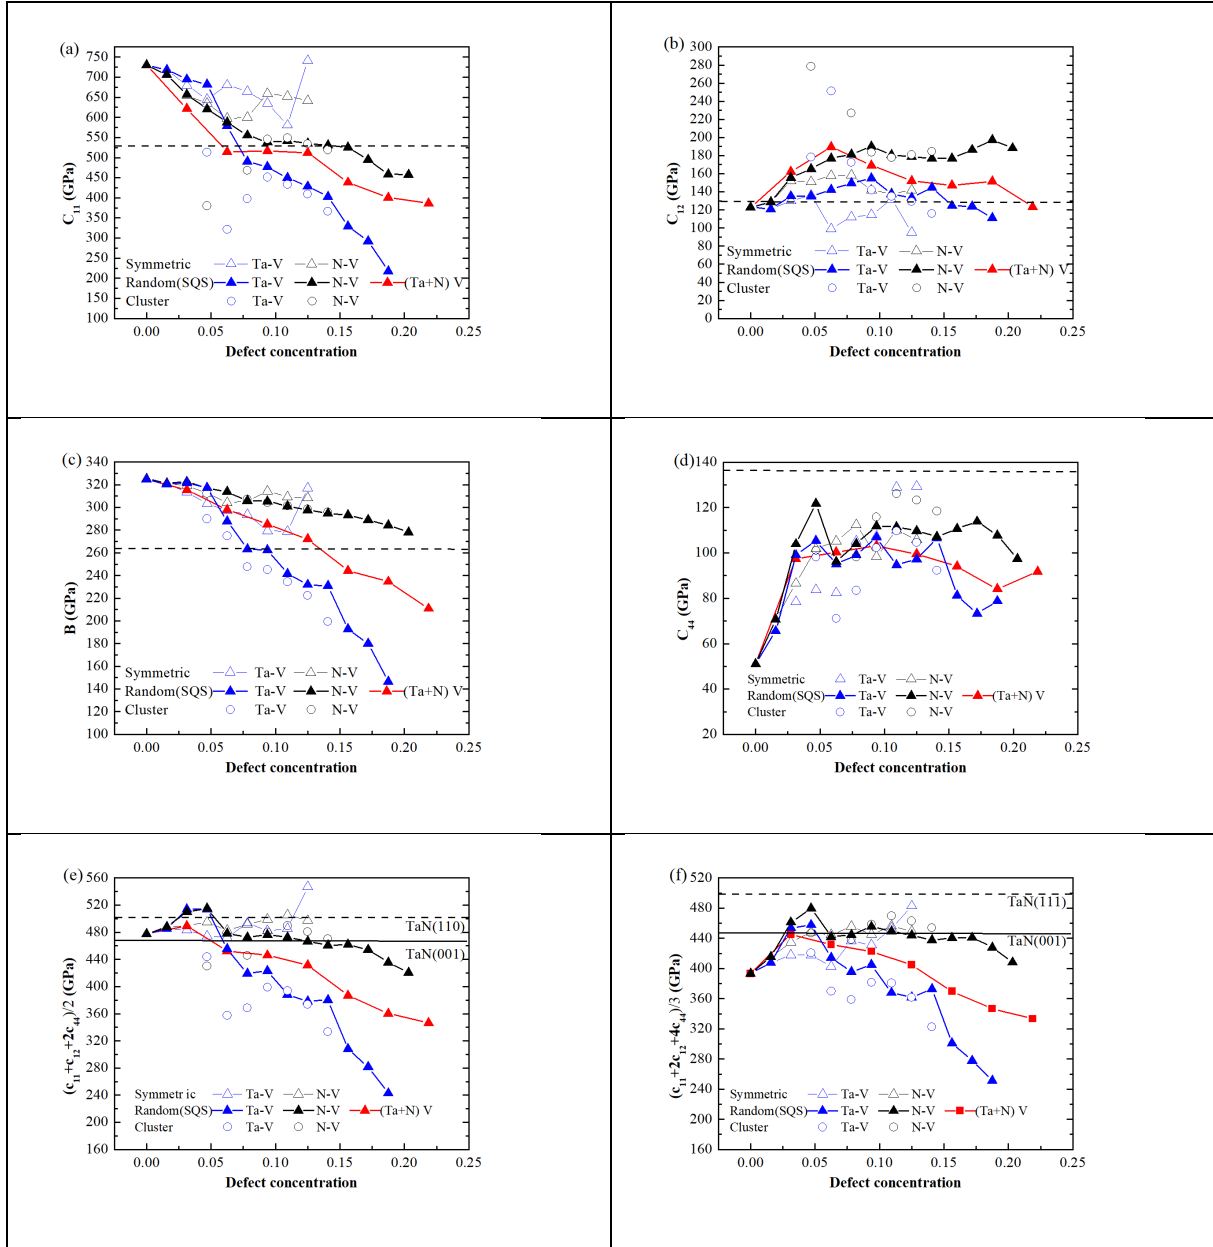 (a)
750
700
650
600
550
500
450
400
350
300
250
200
150
100
C11 (GPa)
Symmetric Ta-V N-V
Random(SQS) Ta-V N-V (Ta+N) V
Cluster Ta-V N-V
0.00 0.05 0.10 0.15 0.20 0.25
Defect concentration
(b)
300
280
260
240
220
200
180
160
140
120
100
80
60
40
20
0
C12 (GPa)
Symmetric Ta-V N-V
Random(SQS) Ta-V N-V (Ta+N) V
Cluster Ta-V N-V
0.00 0.05 0.10 0.15 0.20 0.25
Defect concentration
(c)
340
320
300
280
260
240
220
200
180
160
140
120
100
B (GPa)
Symmetric Ta-V N-V
Random(SQS) Ta-V N-V (Ta+N) V
Cluster Ta-V N-V
0.00 0.05 0.10 0.15 0.20 0.25
Defect concentration
(d)
140
120
100
80
60
40
20
C44 (GPa)
Symmetric Ta-V N-V
Random(SQS) Ta-V N-V (Ta+N) V
Cluster Ta-V N-V
0.00 0.05 0.10 0.15 0.20 0.25
Defect concentration
(e)
560
520
480
440
400
360
320
280
240
200
160
(c11+c12+2c44)/2 (GPa)
TaN(110)
TaN(001)
Symmetr ic Ta-V N-V
Random(SQS) Ta-V N-V (Ta+N) V
Cluster Ta-V N-V
0.00 0.05 0.10 0.15 0.20 0.25
Defect concentration
(f)
520
480
440
400
360
320
280
240
200
160
(c11+2c12+4c44)/3 (GPa)
TaN(111)
TaN(001)
Symmetric Ta-V N-V
Random(SQS) Ta-V N-V (Ta+N) V
Cluster Ta-V N-V
0.00 0.05 0.10 0.15 0.20 0.25
Defect concentration